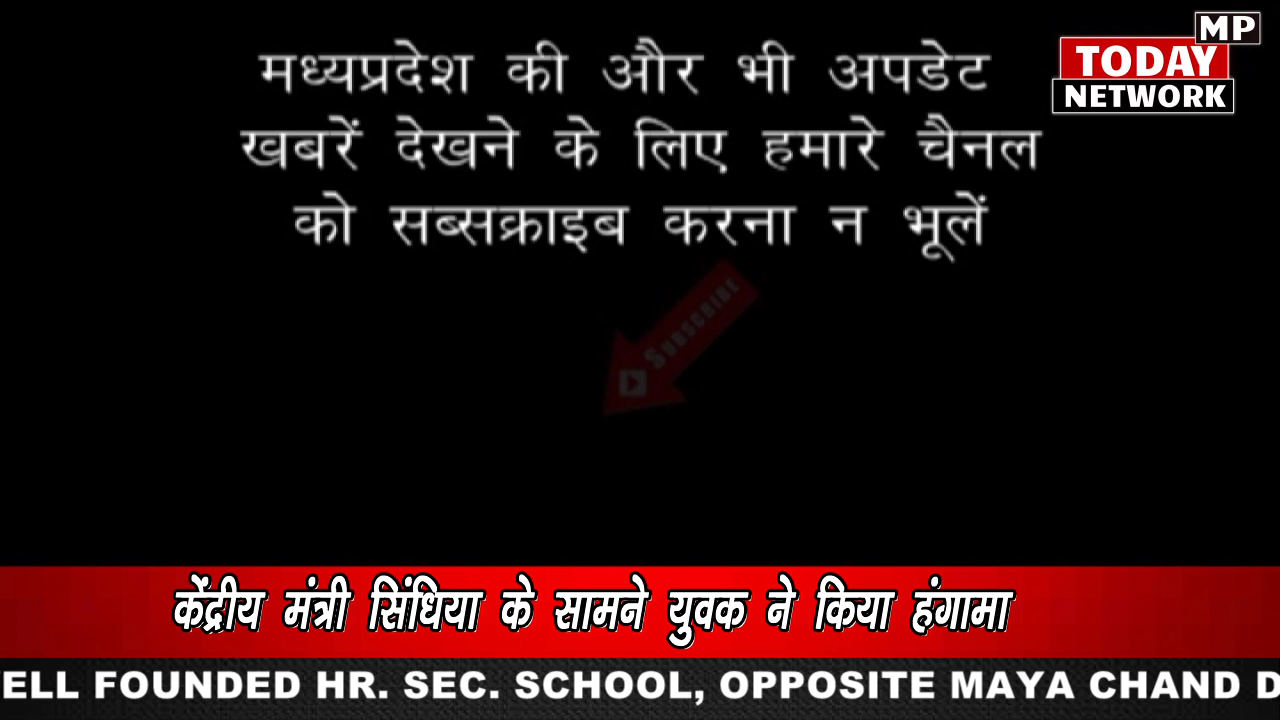 मध्यप्रदेश की और भी अपडेट
खबरें देखने के लिए हमारे चैनल
को सब्सक्राइब करना न भूलें
MP
TODAY
NETWORK
SUBSCRIBE
केंद्रीय मंत्री सिंधिया के सामने युवक ने किया हंगामा
FOUNDED HR. SEC. SCHOOL, OPPOSITE MAYA CHAND